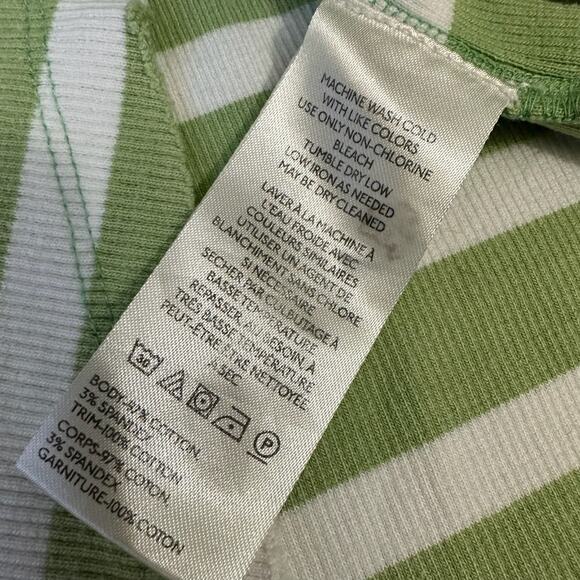 MACHINE WASH COLD
WITH LIKE COLORS
USE ONLY NON-CHLORINE
BLEACH
TUMBLE DRY LOW
LOW IRON AS NEEDED
MAY BE DRY CLEANED
LAVER À LA MACHINE À
L'EAU FROIDE AVEC
COULEURS SIMILAIRES
UTILISER UN AGENT DE
BLANCHIMENT SANS CHLORE
SI NÉCESSAIRE
SECHES PAR CULBUTAGE À
BASSE TEMPÉRATURE
REPASSER, AU BESOIN, À
TRÈS BASSE TEMPÉRATURE
PEUT-ÊTRE ÊTRE NETTOYÉE
À SEC.
30 P
BODY-97% COTTON,
3% SPANDEX
TRIM-100% COTTON
CORPS-97% COTON,
3% SPANDEX
GARNITURE-100% COTON